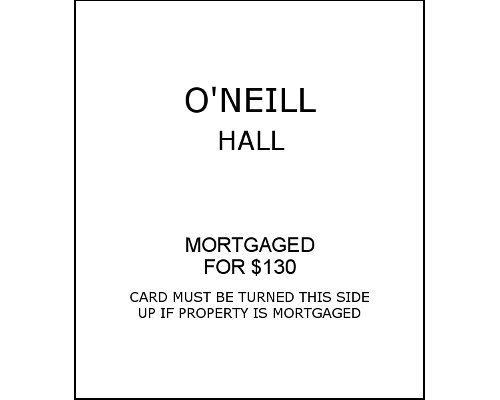 O'NEILL
HALL
MORTGAGED
FOR $130
CARD MUST BE TURNED THIS SIDE
UP IF PROPERTY IS MORTGAGED